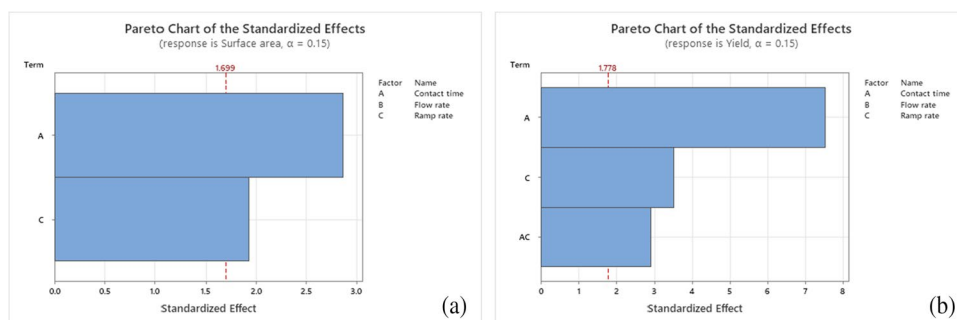 Pareto Chart of the Standardized Effects
(response is Surface area, α = 0.15)
Term
1.699
Factor Name
A Contact time
B Flow rate
C Ramp rate
A
C
0.0 0.5 1.0 1.5 2.0 2.5 3.0
Standardized Effect
(a)
Pareto Chart of the Standardized Effects
(response is Yield, α = 0.15)
Term
1.778
Factor Name
A Contact time
B Flow rate
C Ramp rate
A
C
AC
0 1 2 3 4 5 6 7 8
Standardized Effect
(b)